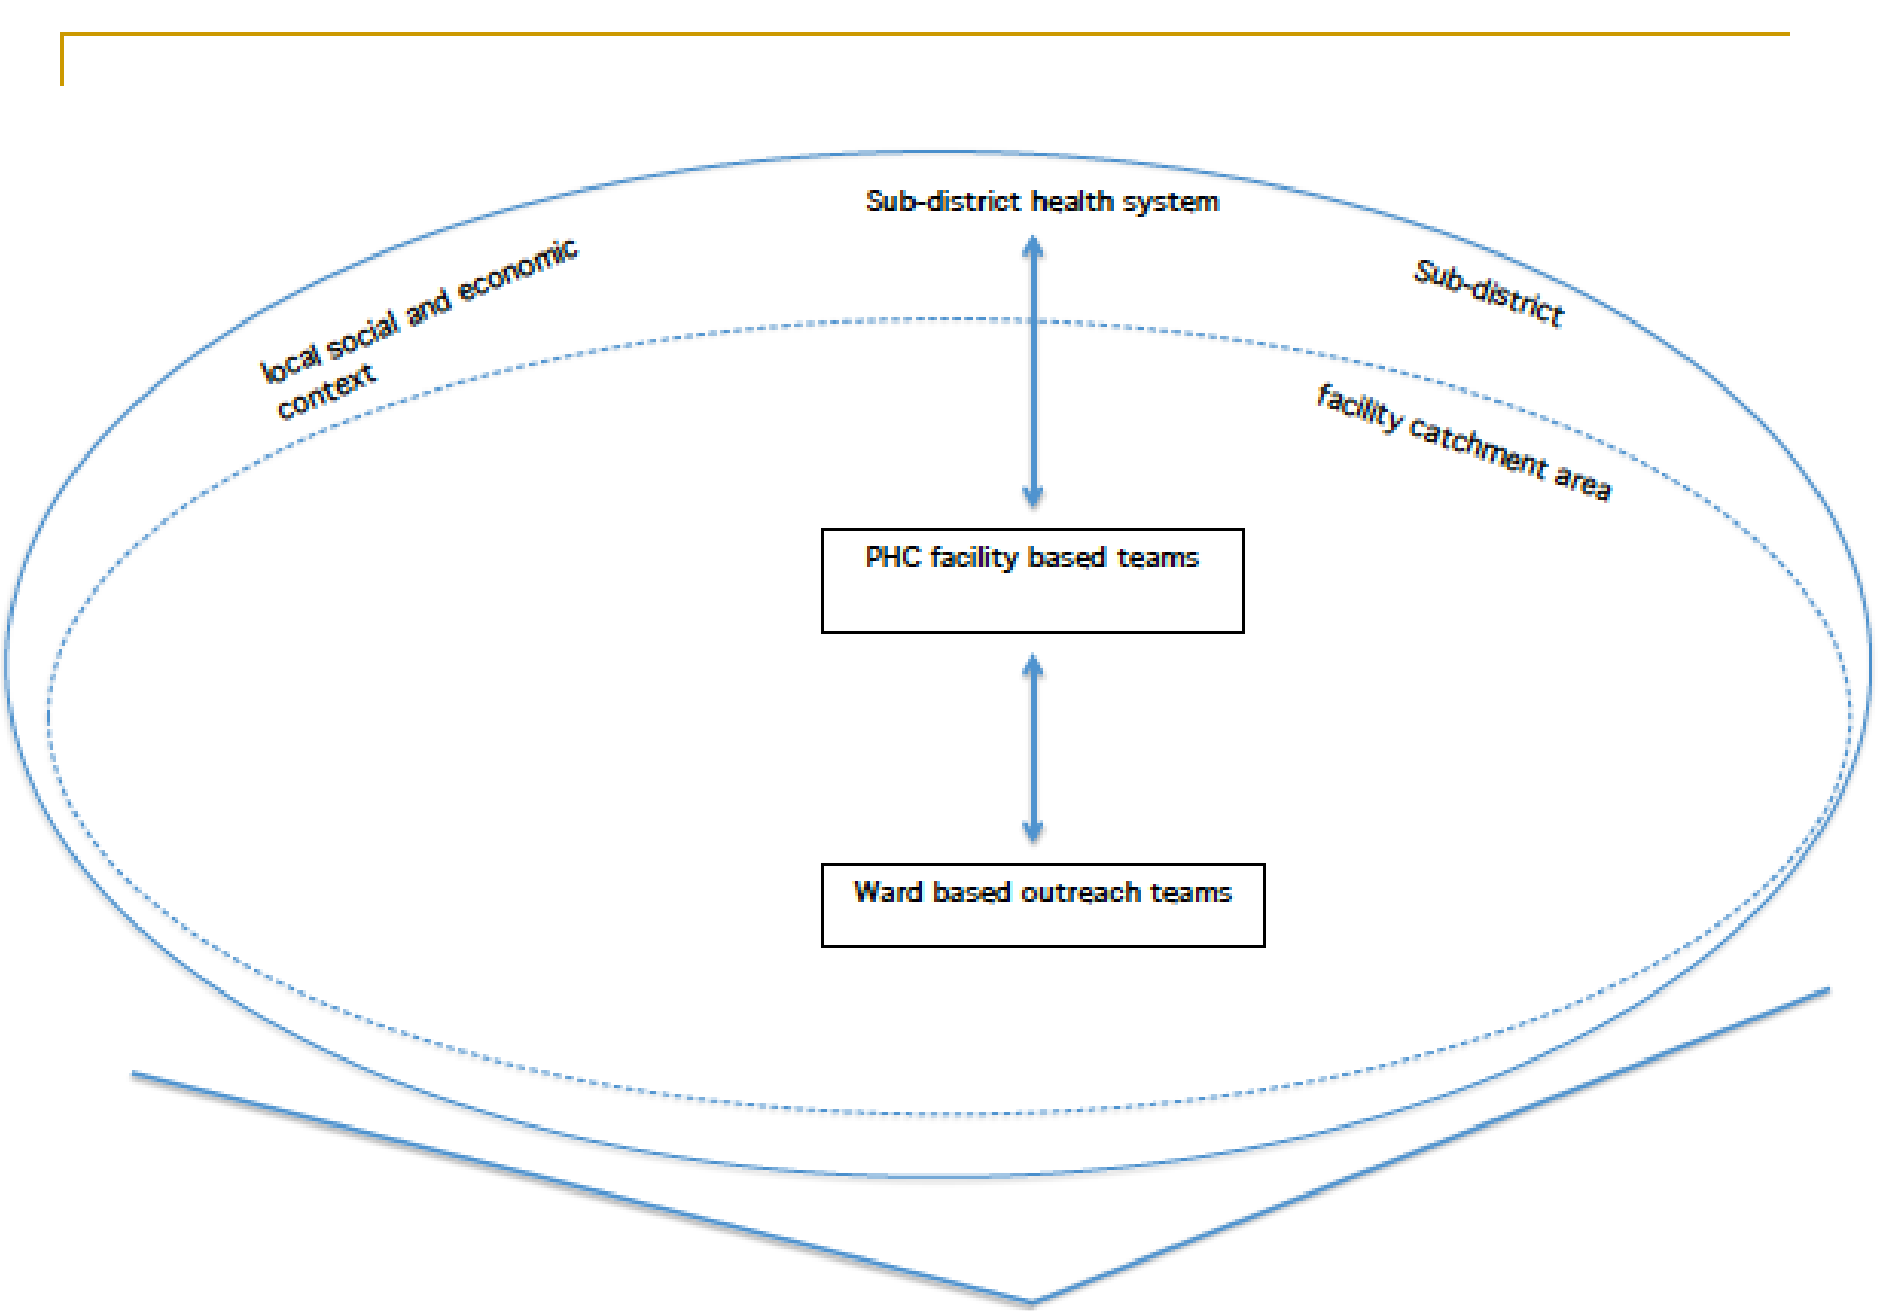 Sub-district health system
local social and economic
context
Sub-district
facility catchment area
PHC facility based teams
Ward based outreach teams